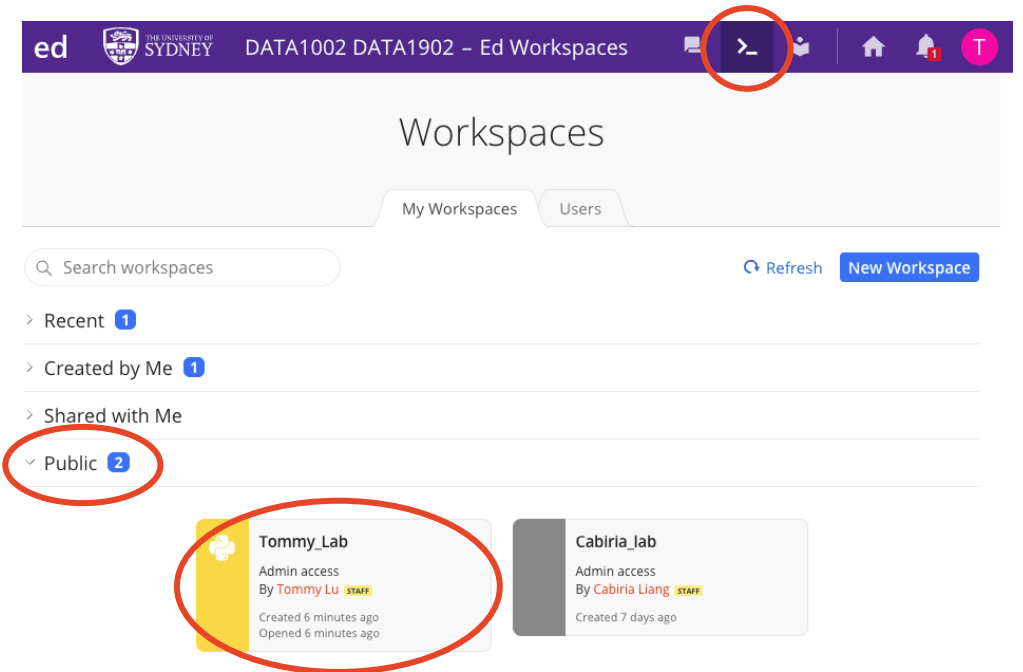 ed THE UNIVERSITY OF SYDNEY DATA1002 DATA1902 – Ed Workspaces >_ 1 T
Workspaces
My Workspaces Users
Search workspaces Refresh New Workspace
Recent 1
Created by Me 1
Shared with Me
Public 2
Tommy_Lab
Admin access
By Tommy Lu STAFF
Created 6 minutes ago
Opened 6 minutes ago
Cabiria_lab
Admin access
By Cabiria Liang STAFF
Created 7 days ago